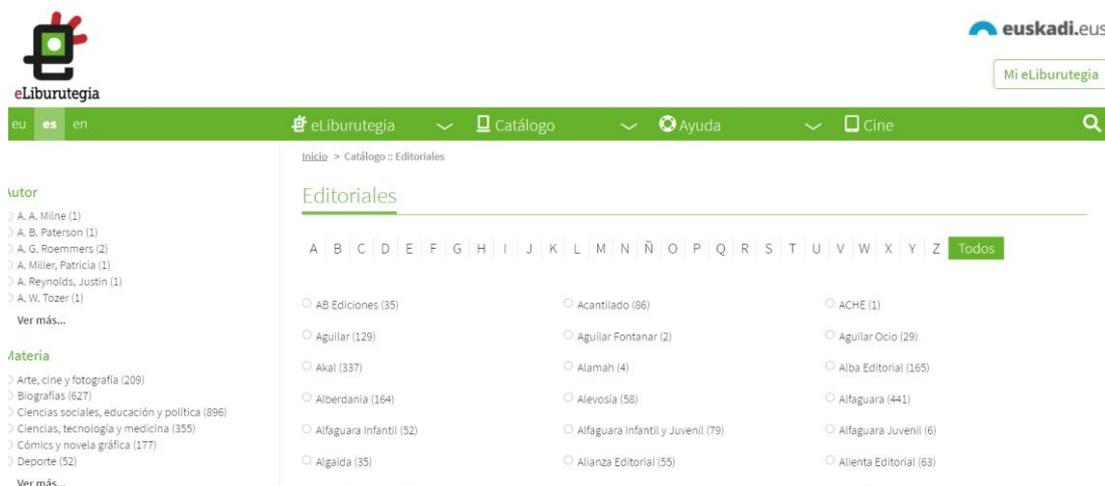 eLiburutegia
euskadi.eus
Mi eLiburutegia
eu es en
eLiburutegia Catálogo Ayuda Cine
Inicio > Catálogo :: Editoriales
Autor
A. A. Milne (1)
A. B. Paterson (1)
A. G. Roemmers (2)
A. Miller, Patricia (1)
A. Reynolds, Justin (1)
A. W. Tozer (1)
Ver más...
Materia
Arte, cine y fotografía (209)
Biografías (627)
Ciencias sociales, educación y política (896)
Ciencias, tecnología y medicina (355)
Cómics y novela gráfica (177)
Deporte (52)
Ver más...
Editoriales
A B C D E F G H I J K L M N Ñ O P Q R S T U V W X Y Z Todos
AB Ediciones (35) Acantilado (86) ACHE (1)
Aguilar (129) Aguilar Fontanar (2) Aguilar Ocio (29)
Akal (337) Alamah (4) Alba Editorial (165)
Alberdania (164) Alevosía (58) Alfaguara (441)
Alfaguara Infantil (52) Alfaguara Infantil y Juvenil (79) Alfaguara Juvenil (6)
Algaida (35) Alianza Editorial (55) Alienta Editorial (63)